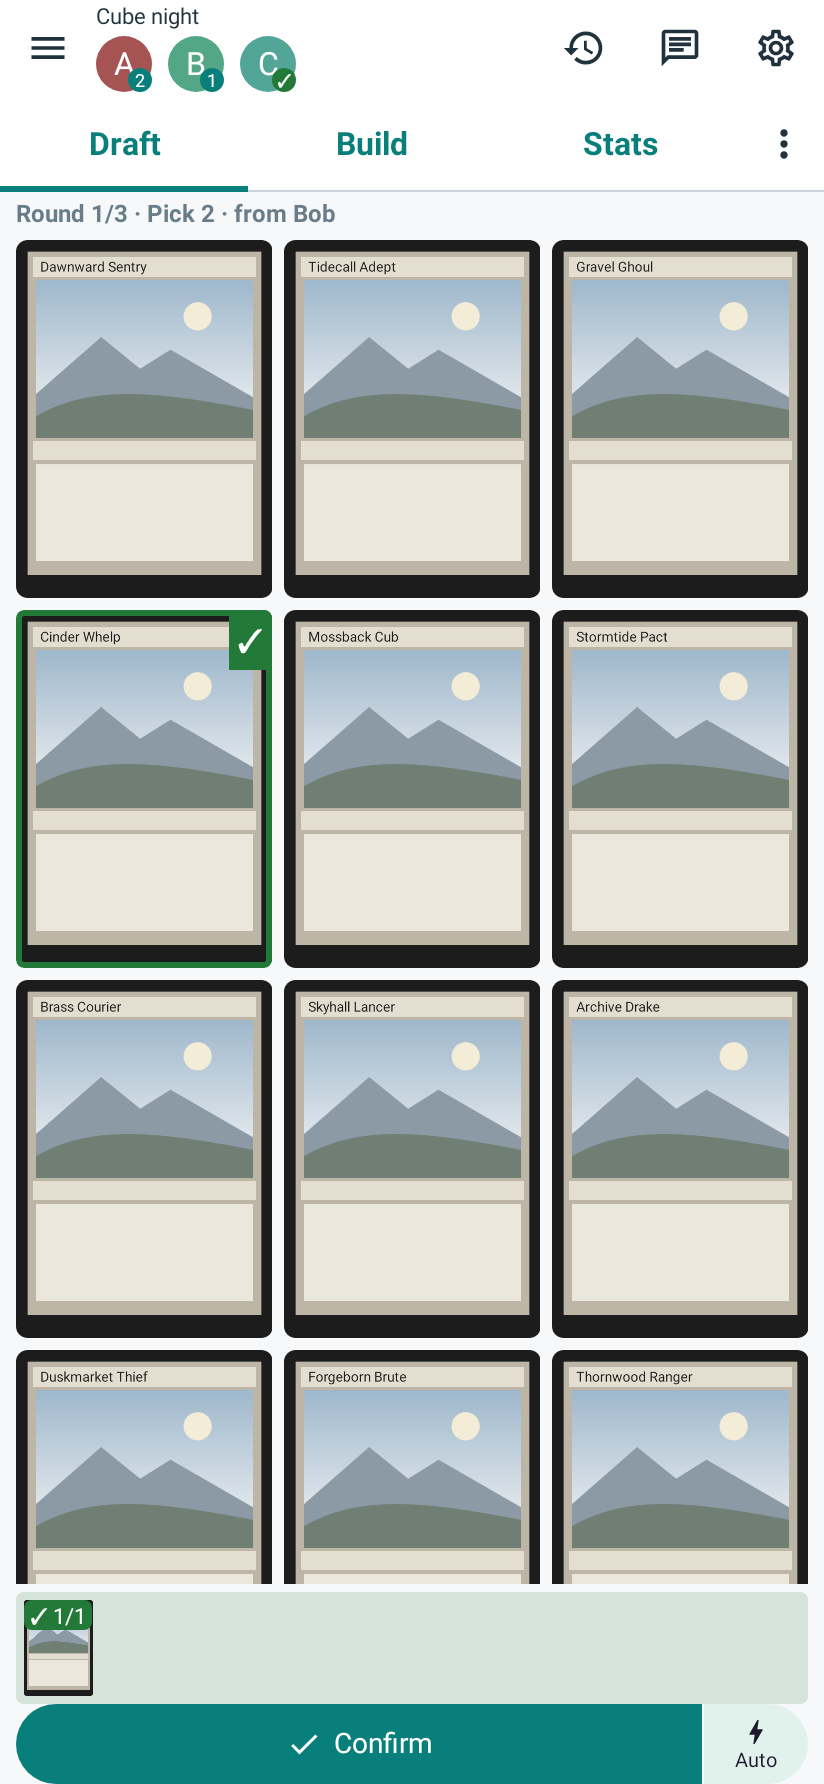 Cube night
A 2 B 1 C ✓
Draft Build Stats
Round 1/3 · Pick 2 · from Bob
Dawnward Sentry Tidecall Adept Gravel Ghoul
Cinder Whelp ✓ Mossback Cub Stormtide Pact
Brass Courier Skyhall Lancer Archive Drake
Duskmarket Thief Forgeborn Brute Thornwood Ranger
✓ 1/1
✓ Confirm
Auto